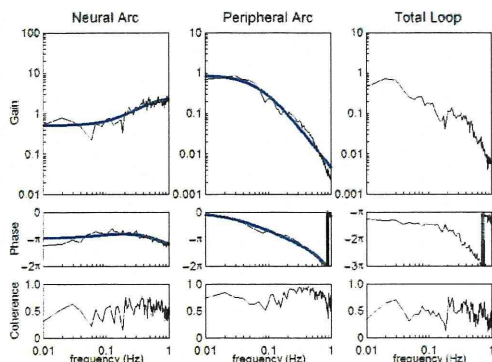 Neural Arc Peripheral Arc Total Loop
Gain
100 10 10
10 1 1
1 0.1 0.1
0.1 0.01 0.01
0.01 0.001 0.001
Phase
0 0 -π
-π -π -2π
-2π -2π -3π
Coherence
1.0 1.0 1.0
0.5 0.5 0.5
0 0 0
0.01 0.1 1 0.01 0.1 1 0.01 0.1 1
frequency (Hz) frequency (Hz) frequency (Hz)